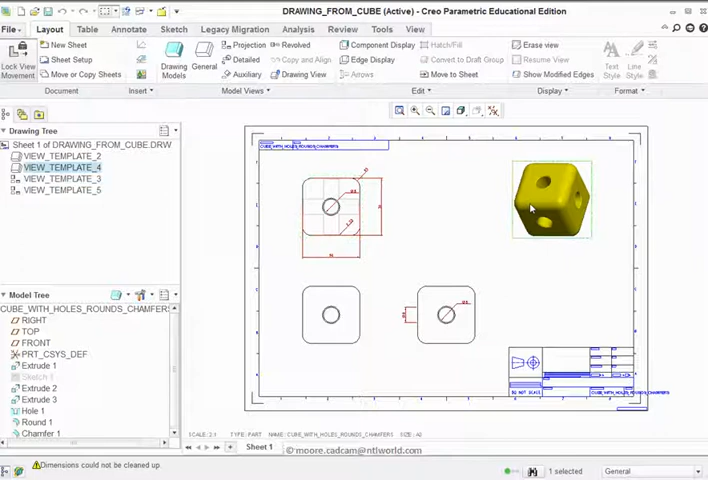 DRAWING_FROM_CUBE (Active) - Creo Parametric Educational Edition
File Layout Table Annotate Sketch Legacy Migration Analysis Review Tools View
Lock View Movement
New Sheet
Sheet Setup
Move or Copy Sheets
Document
Insert
Drawing Models
General
Projection
Detailed
Auxiliary
Revolved
Copy and Align
Drawing View
Model Views
Component Display
Edge Display
Arrows
Hatch/Fill
Convert to Draft Group
Move to Sheet
Edit
Erase view
Resume View
Show Modified Edges
Display
Text Style
Line Style
Format
Drawing Tree
Sheet 1 of DRAWING_FROM_CUBE.DRW
VIEW_TEMPLATE_2
VIEW_TEMPLATE_4
VIEW_TEMPLATE_3
VIEW_TEMPLATE_5
Model Tree
CUBE_WITH_HOLES_ROUNDS_CHAMFERS
RIGHT
TOP
FRONT
PRT_CSYS_DEF
Extrude 1
Sketch 1
Extrude 2
Extrude 3
Hole 1
Round 1
Chamfer 1
CUBE_WITH_HOLES_ROUNDS_CHAMFERS
DO NOT SCALE
CUBE_WITH_HOLES_ROUNDS_CHAMFERS
SCALE: 2:1 TYPE: PART NAME: CUBE_WITH_HOLES_ROUNDS_CHAMFERS SIZE: A3
Sheet 1
© moore.cadcam@ntlworld.com
Dimensions could not be cleaned up.
1 selected
General